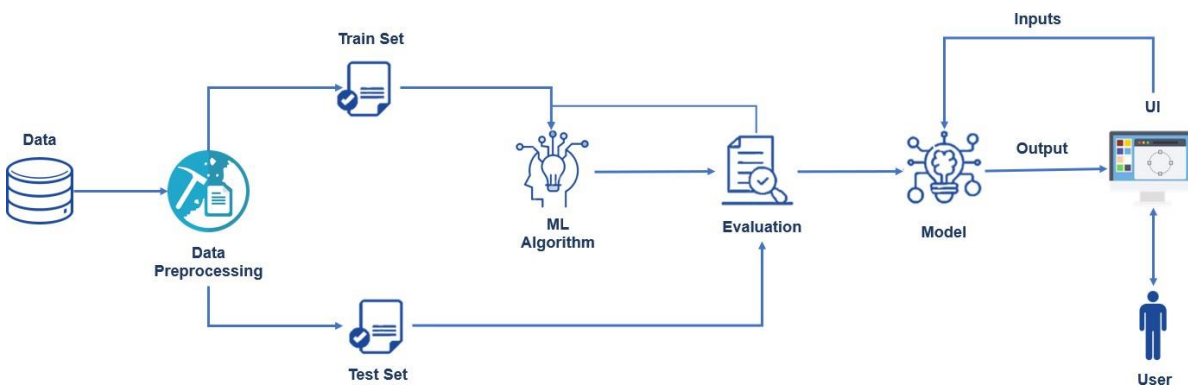 Inputs
Train Set
UI
Data
Output
ML
Algorithm
Evaluation
Model
Data
Preprocessing
Test Set
User